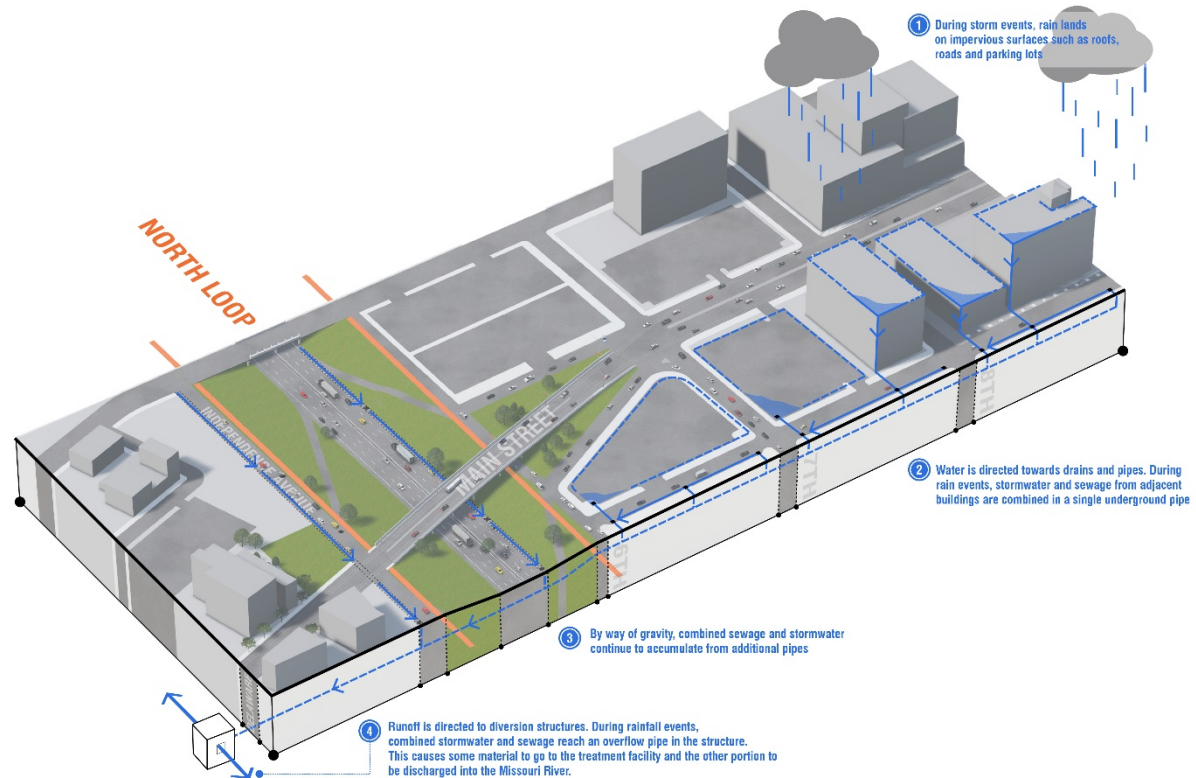 1 During storm events, rain lands
on impervious surfaces such as roofs,
roads and parking lots
NORTH LOOP
INDEPENDENCE AVENUE
MAIN STREET
8TH
7TH
6TH
2 Water is directed towards drains and pipes. During
rain events, stormwater and sewage from adjacent
buildings are combined in a single underground pipe
3 By way of gravity, combined sewage and stormwater
continue to accumulate from additional pipes
4 Runoff is directed to diversion structures. During rainfall events,
combined stormwater and sewage reach an overflow pipe in the structure.
This causes some material to go to the treatment facility and the other portion to
be discharged into the Missouri River.